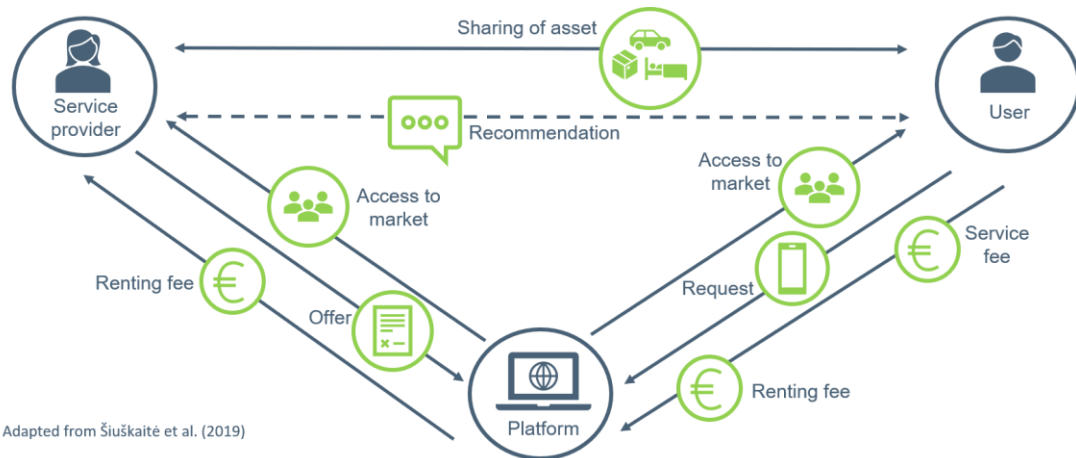 Sharing of asset
Service
provider
User
Recommendation
Access to
market
Access to
market
Service
fee
Renting fee
Request
Offer
Renting fee
Platform
Adapted from Šiuškaitė et al. (2019)